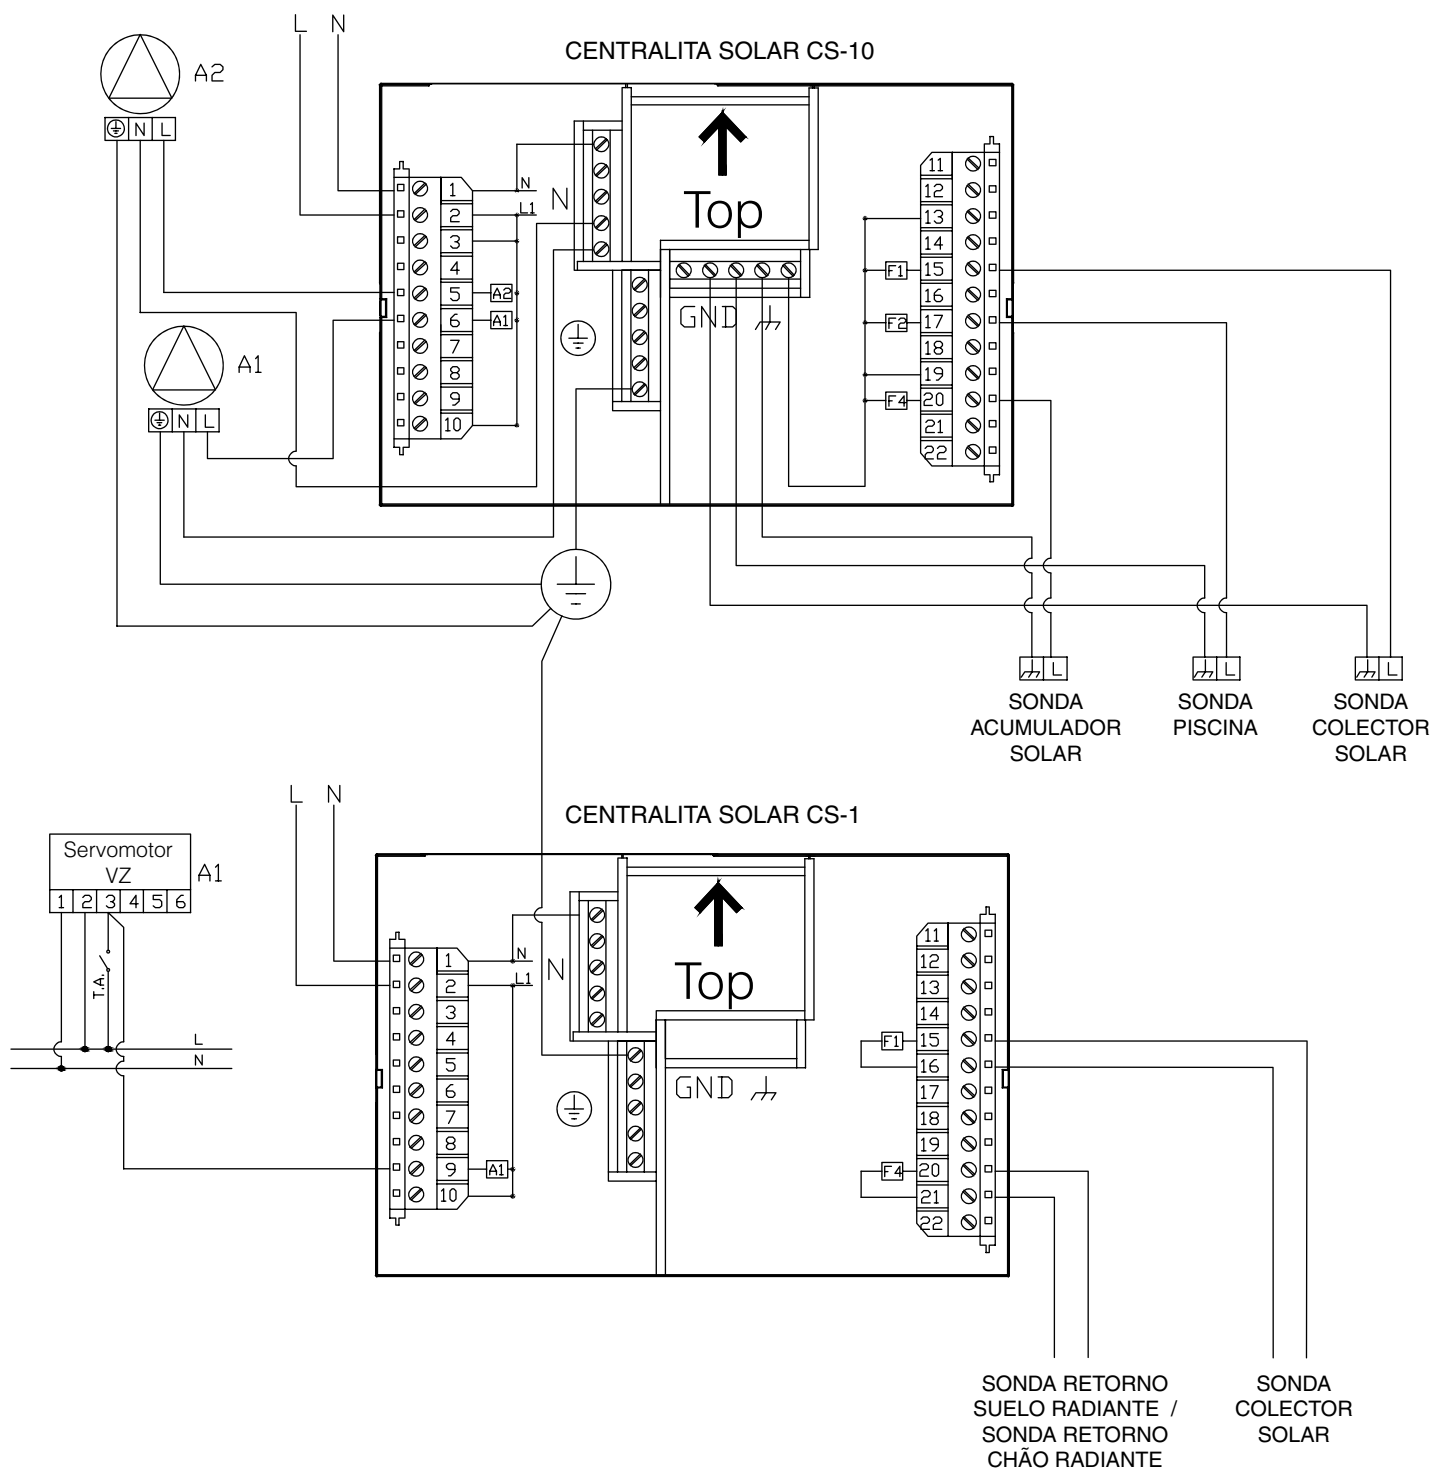 L N
CENTRALITA SOLAR CS-10
A2
N L
Top
N
L1
N
1
2
3
4
5
6
7
8
9
10
A2
A1
GND
11
12
13
14
15
16
17
18
19
20
21
22
F1
F2
F4
A1
N L
L
L
L
SONDA
ACUMULADOR
SOLAR
SONDA
PISCINA
SONDA
COLECTOR
SOLAR
L N
CENTRALITA SOLAR CS-1
Servomotor
VZ
A1
1 2 3 4 5 6
T.A.
L
N
Top
N
L1
N
1
2
3
4
5
6
7
8
9
10
A1
GND
11
12
13
14
15
16
17
18
19
20
21
22
F1
F4
SONDA RETORNO
SUELO RADIANTE /
SONDA RETORNO
CHÃO RADIANTE
SONDA
COLECTOR
SOLAR